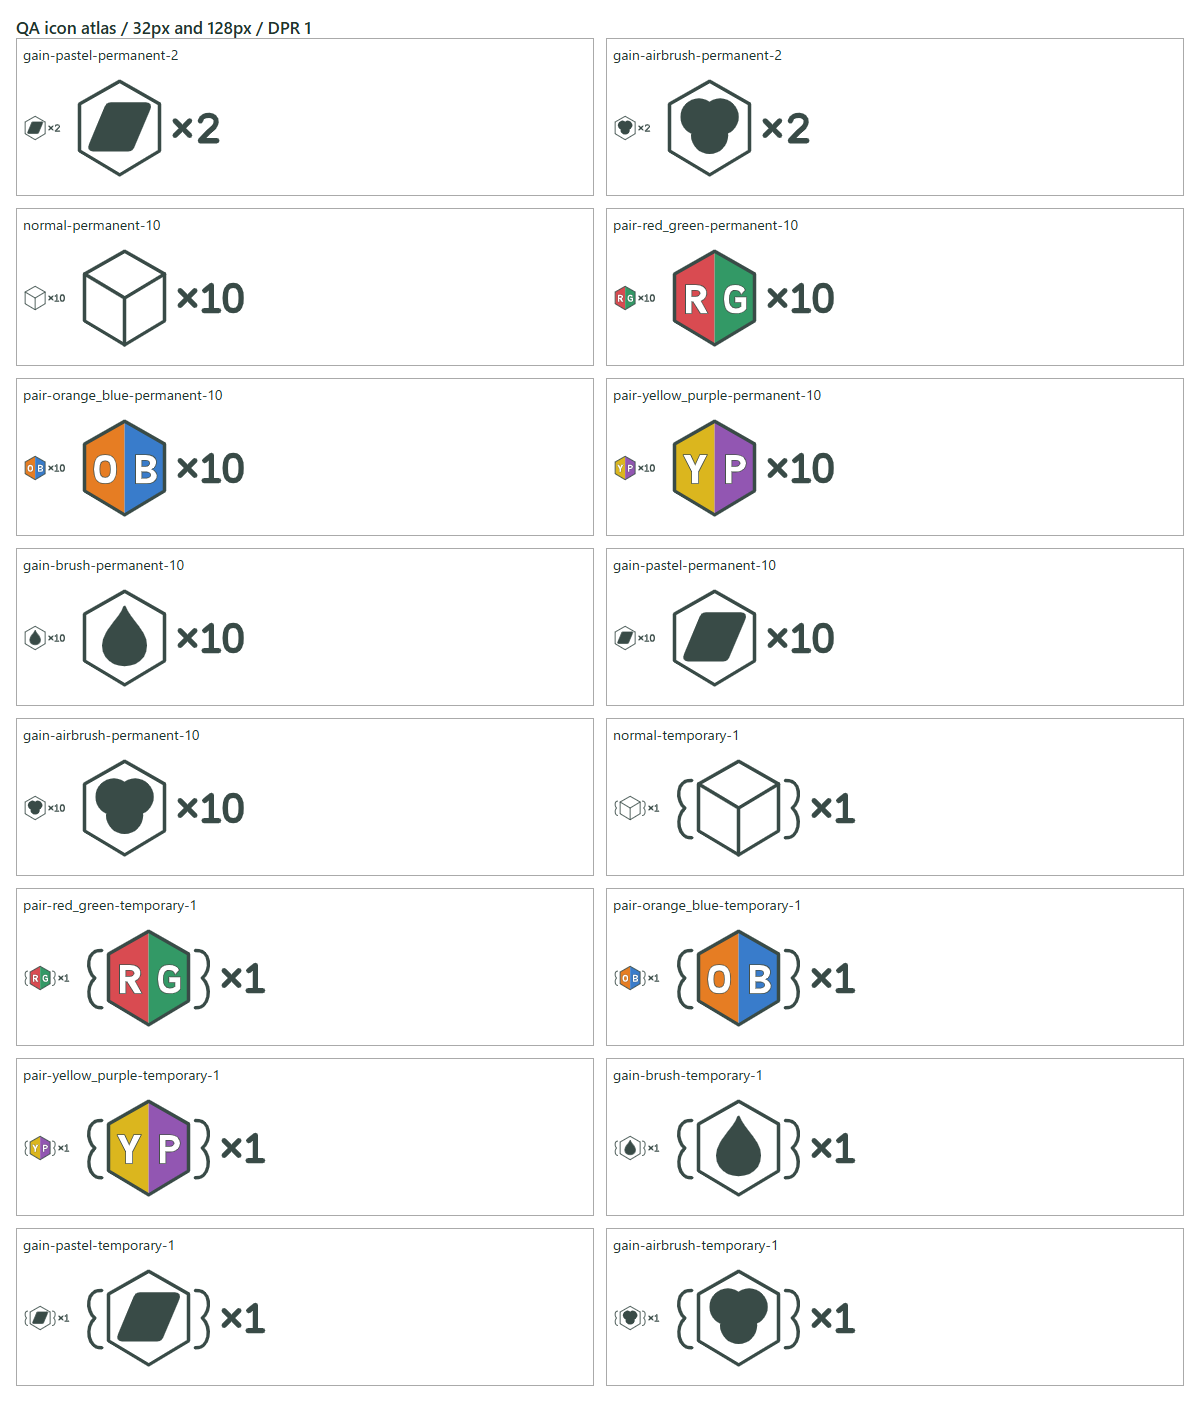 QA icon atlas / 32px and 128px / DPR 1
gain-pastel-permanent-2
×2 ×2
gain-airbrush-permanent-2
×2 ×2
normal-permanent-10
×10 ×10
pair-red_green-permanent-10
R G ×10 R G ×10
pair-orange_blue-permanent-10
O B ×10 O B ×10
pair-yellow_purple-permanent-10
Y P ×10 Y P ×10
gain-brush-permanent-10
×10 ×10
gain-pastel-permanent-10
×10 ×10
gain-airbrush-permanent-10
×10 ×10
normal-temporary-1
{ } ×1 { } ×1
pair-red_green-temporary-1
{R G} ×1 {R G} ×1
pair-orange_blue-temporary-1
{O B} ×1 {O B} ×1
pair-yellow_purple-temporary-1
{Y P} ×1 {Y P} ×1
gain-brush-temporary-1
{ } ×1 { } ×1
gain-pastel-temporary-1
{ } ×1 { } ×1
gain-airbrush-temporary-1
{ } ×1 { } ×1